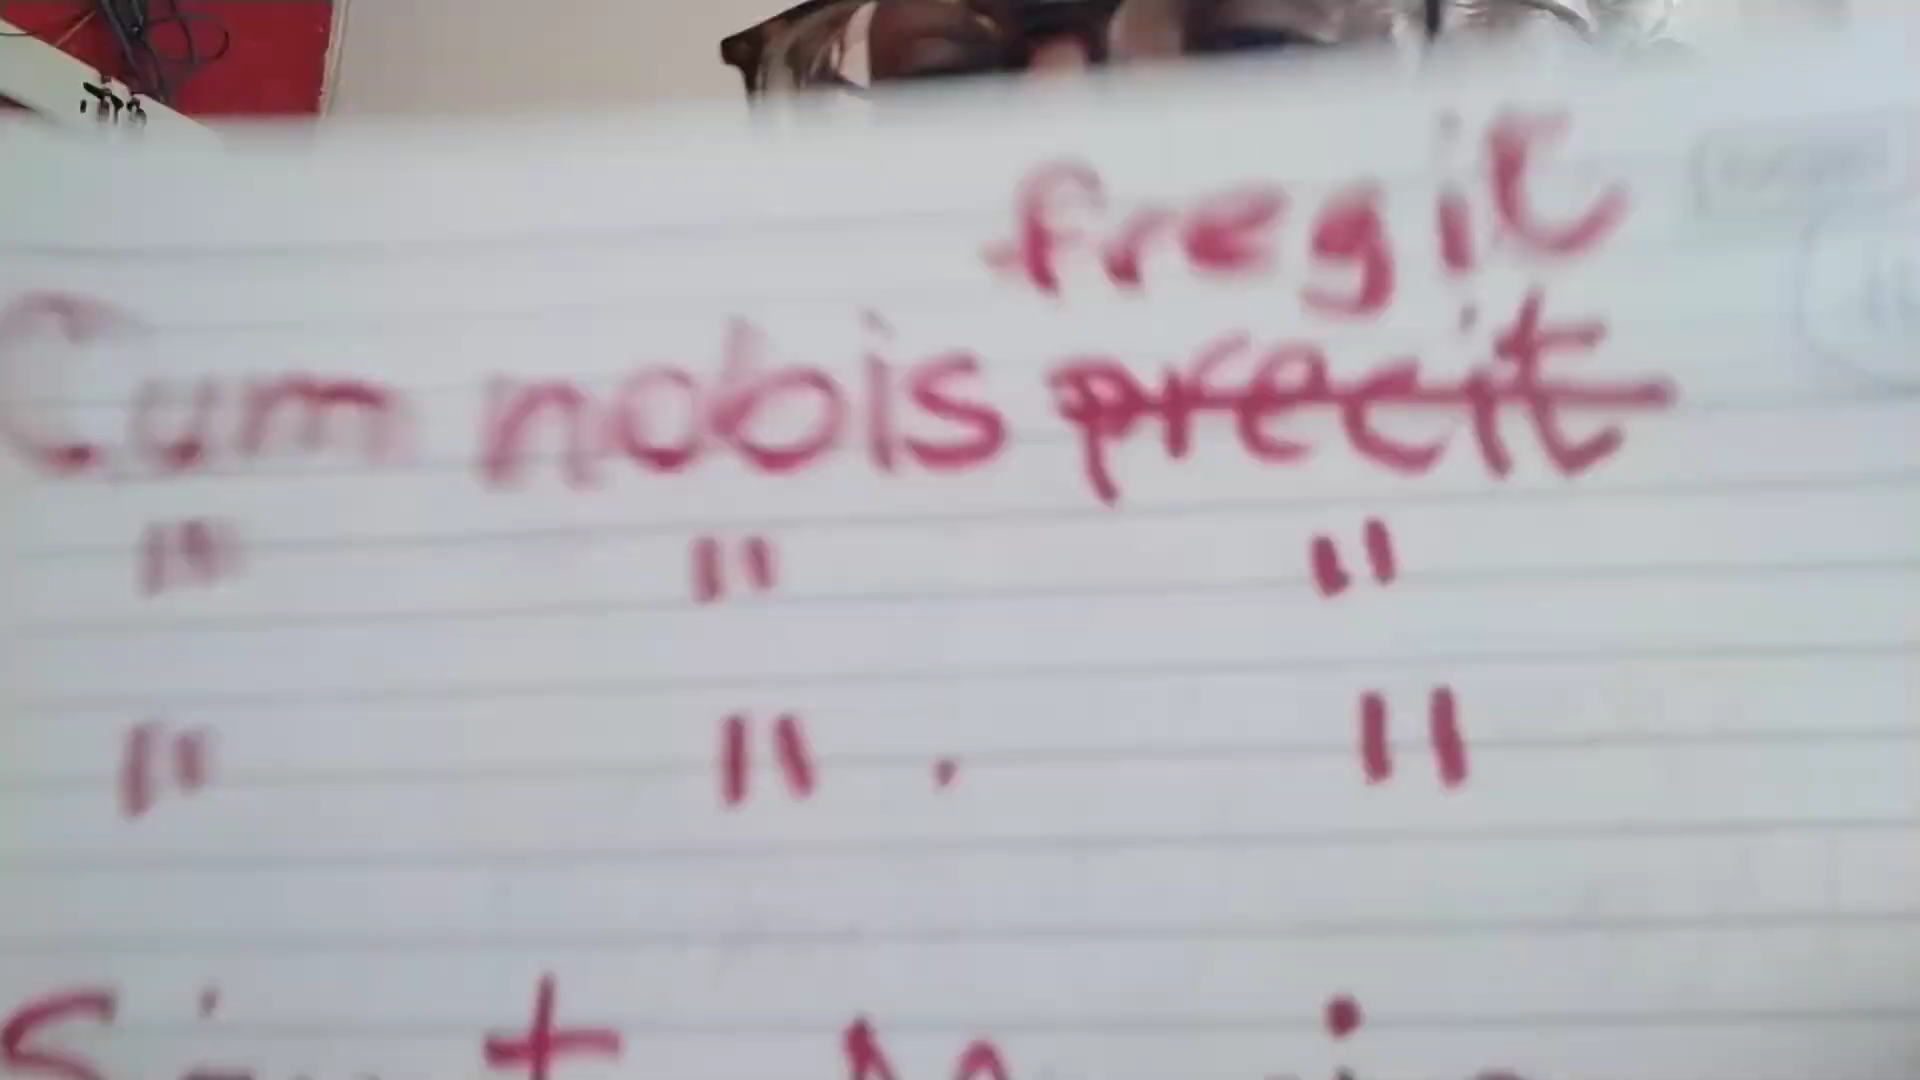 fregit
Cum nobis precit
" " "
" " . "